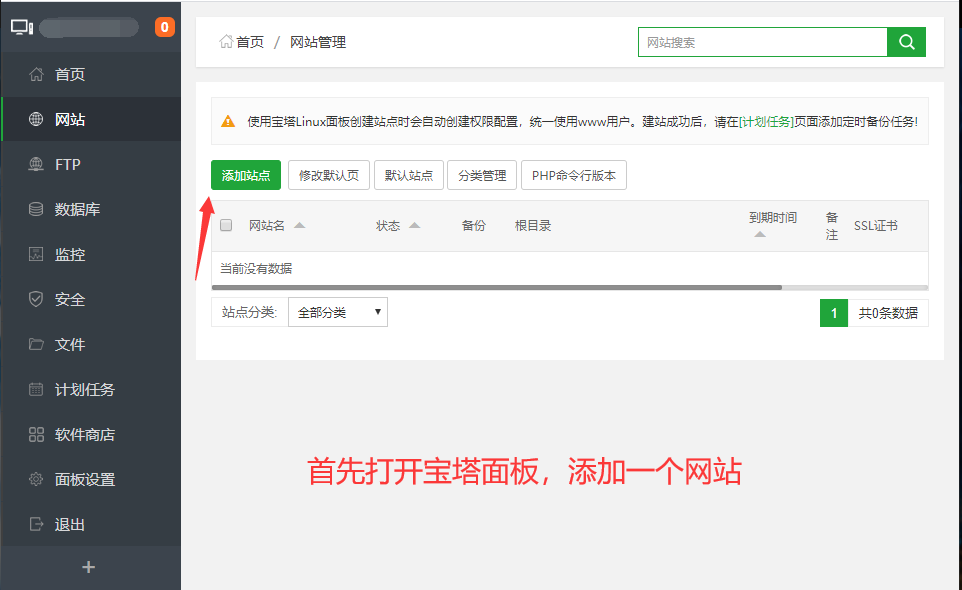 0
首页
网站
FTP
数据库
监控
安全
文件
计划任务
软件商店
面板设置
退出
+
首页 / 网站管理
网站搜索
使用宝塔Linux面板创建站点时会自动创建权限配置，统一使用www用户。建站成功后，请在[计划任务]页面添加定时备份任务!
添加站点 修改默认页 默认站点 分类管理 PHP命令行版本
网站名 状态 备份 根目录 到期时间 备注 SSL证书
当前没有数据
站点分类: 全部分类 1 共0条数据
首先打开宝塔面板，添加一个网站